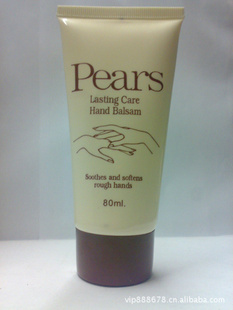 Pears
Lasting Care
Hand Balsam
Soothes and softens
rough hands
80ml.
vip888678.cn.alibaba.com